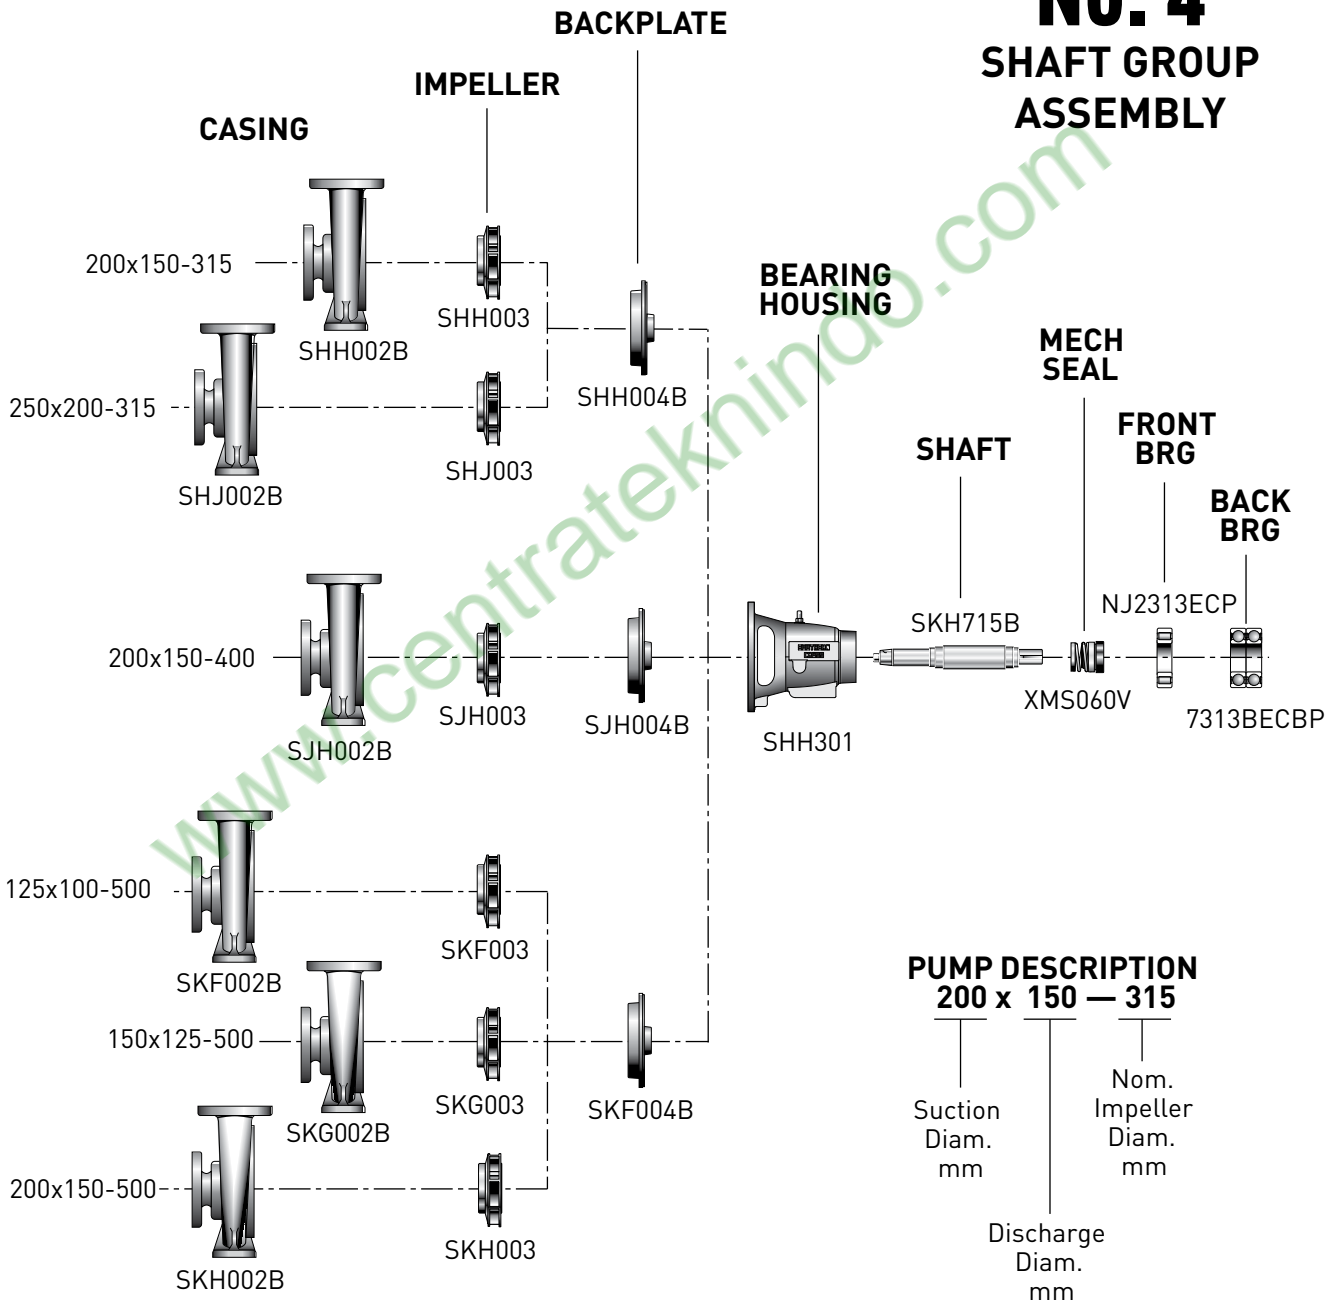 No. 4
SHAFT GROUP
ASSEMBLY
BACKPLATE
IMPELLER
CASING
200x150-315
SHH002B
SHH003
250x200-315
SHJ002B
SHJ003
SHH004B
BEARING
HOUSING
MECH
SEAL
SHAFT
FRONT
BRG
BACK
BRG
200x150-400
SJH002B
SJH003
SJH004B
SHH301
SKH715B
XMS060V
NJ2313ECP
7313BECBP
125x100-500
SKF002B
SKF003
150x125-500
SKG002B
SKG003
SKF004B
200x150-500
SKH002B
SKH003
PUMP DESCRIPTION
200 x 150 — 315
Suction
Diam.
mm
Discharge
Diam.
mm
Nom.
Impeller
Diam.
mm
www.centrateknindo.com